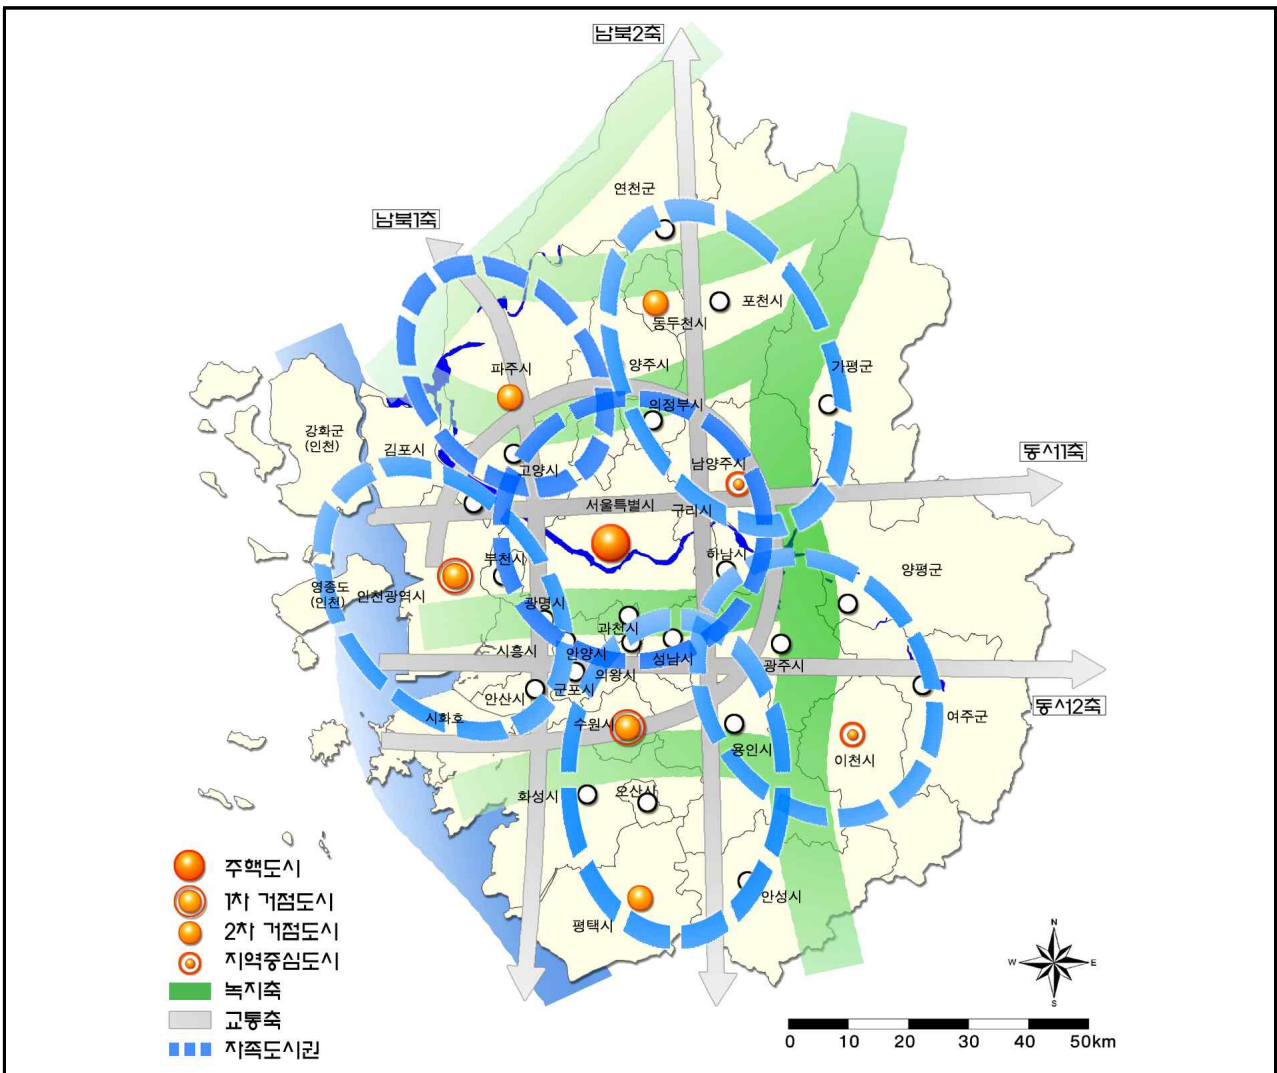 남북2축
연천군
남북1축
포천시
동두천시
양주시
파주시
가평군
의정부시
강화군
(인천)
김포시
고양시
남양주시
동서1축
서울특별시
구리시
부천시
하남시
양평군
영종도
(인천)
인천광역시
광명시
과천시
시흥시
안양시
성남시
광주시
의왕시
군포시
안산시
동서2축
시화호
수원시
여주군
용인시
이천시
화성시
오산시
주핵도시
안성시
1차 거점도시
평택시
2차 거점도시
지역중심도시
녹지축
교통축
자족도시권
N
W
E
S
0 10 20 30 40 50km